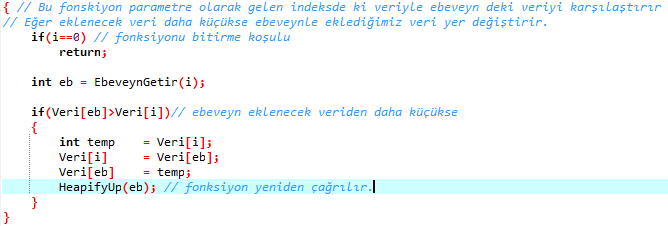 { // Bu fonskiyon parametre olarak gelen indeksde ki veriyle ebeveyn deki veriyi karşılaştırır
// Eğer eklenecek veri daha küçükse ebeveynle eklediğimiz veri yer değiştirir.
if(i==0) // fonksiyonu bitirme koşulu
return;
int eb = EbeveynGetir(i);
if(Veri[eb]>Veri[i])// ebeveyn eklenecek veriden daha küçükse
{
int temp = Veri[i];
Veri[i] = Veri[eb];
Veri[eb] = temp;
HeapifyUp(eb); // fonksiyon yeniden çağrılır.
}
}